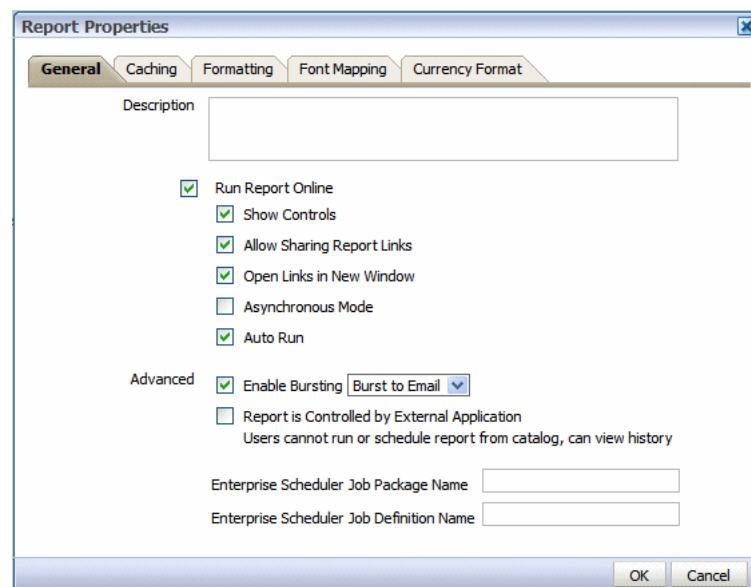 Report Properties
General Caching Formatting Font Mapping Currency Format
Description
Run Report Online
Show Controls
Allow Sharing Report Links
Open Links in New Window
Asynchronous Mode
Auto Run
Advanced Enable Bursting Burst to Email
Report is Controlled by External Application
Users cannot run or schedule report from catalog, can view history
Enterprise Scheduler Job Package Name
Enterprise Scheduler Job Definition Name
OK Cancel